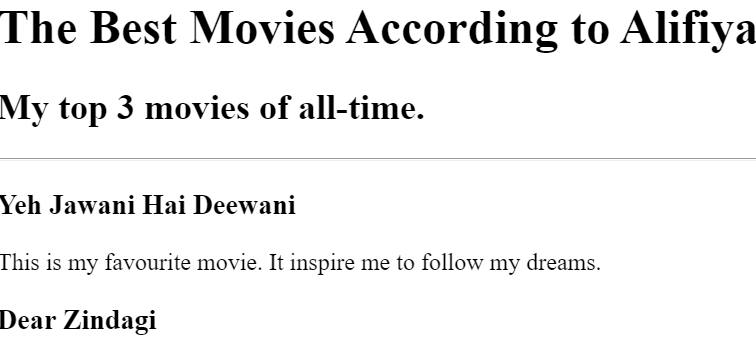 The Best Movies According to Alifiya
My top 3 movies of all-time.
Yeh Jawani Hai Deewani
This is my favourite movie. It inspire me to follow my dreams.
Dear Zindagi